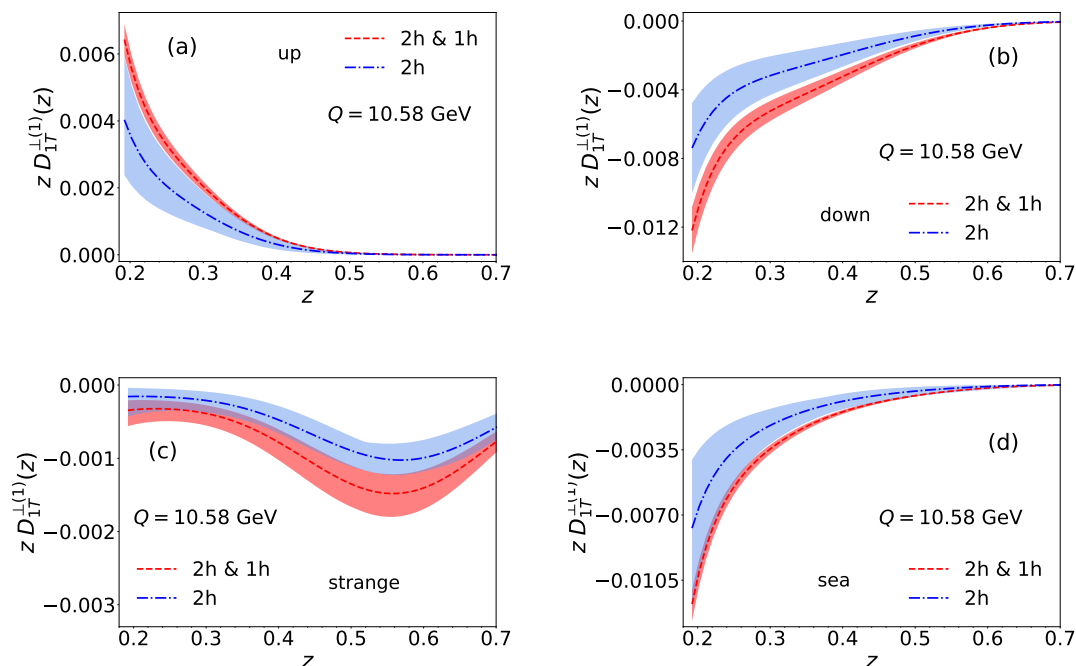 (a)
up
2h & 1h
2h
Q = 10.58 GeV
z D_{1T}^{⊥(1)}(z)
0.006
0.004
0.002
0.000
0.2 0.3 0.4 0.5 0.6 0.7
z
(b)
Q = 10.58 GeV
2h & 1h
2h
down
z D_{1T}^{⊥(1)}(z)
0.000
−0.004
−0.008
−0.012
0.2 0.3 0.4 0.5 0.6 0.7
z
(c)
Q = 10.58 GeV
2h & 1h
2h
strange
z D_{1T}^{⊥(1)}(z)
0.000
−0.001
−0.002
−0.003
0.2 0.3 0.4 0.5 0.6 0.7
z
(d)
Q = 10.58 GeV
2h & 1h
2h
sea
z D_{1T}^{⊥(1)}(z)
0.0000
−0.0035
−0.0070
−0.0105
0.2 0.3 0.4 0.5 0.6 0.7
z